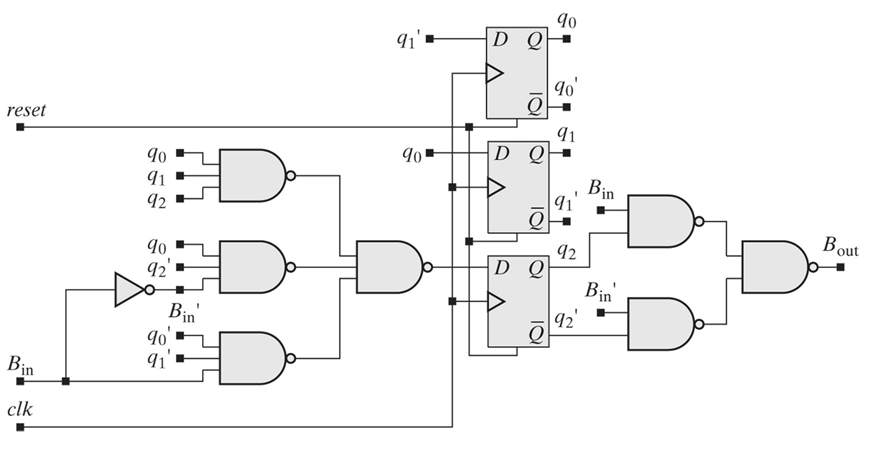 q0
q1' D Q
Q̅ q0'
reset
q1
q0 D Q
q0
q1
q2
Q̅ q1'
Bin
q2
D Q
q0
q2'
Bin'
Bout
Q̅ q2'
Bin'
q0'
q1'
Bin
clk